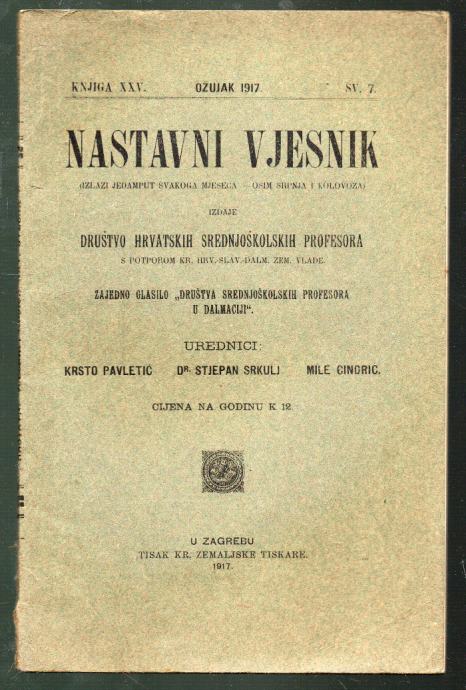 KNJIGA XXV. OŽUJAK 1917. SV. 7.
NASTAVNI VJESNIK
(IZLAZI JEDAMPUT SVAKOGA MJESECA — OSIM SRPNJA I KOLOVOZA)
IZDAJE
DRUŠTVO HRVATSKIH SREDNJOŠKOLSKIH PROFESORA
S POTPOROM KR. HRV.-SLAV.-DALM. ZEM. VLADE.
ZAJEDNO GLASILO „DRUŠTVA SREDNJOŠKOLSKIH PROFESORA
U DALMACIJI“.
UREDNICI:
KRSTO PAVLETIĆ DR. STJEPAN SRKULJ MILE CINDRIĆ.
CIJENA NA GODINU K 12.
U ZAGREBU
TISAK KR. ZEMALJSKE TISKARE.
1917.